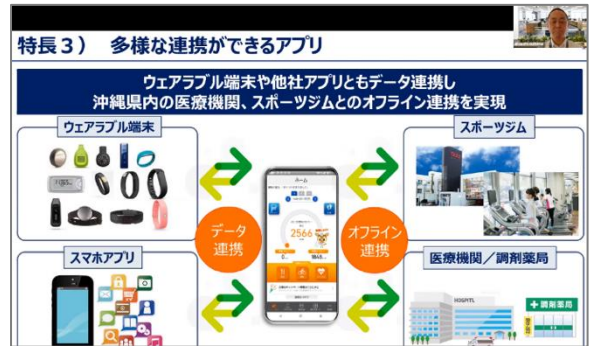 特長3） 多様な連携ができるアプリ
ウェアラブル端末や他社アプリともデータ連携し
沖縄県内の医療機関、スポーツジムとのオフライン連携を実現
ウェアラブル端末
スポーツジム
ホーム
2566
データ
連携
オフライン
連携
スマホアプリ
医療機関／調剤薬局
HOSPITAL
調剤薬局